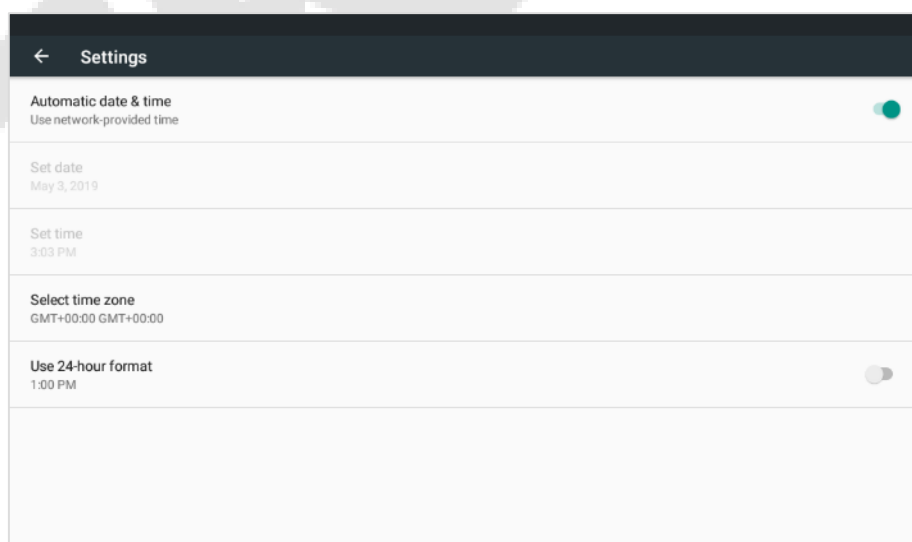 Settings
Automatic date & time
Use network-provided time
Set date
May 3, 2019
Set time
3:03 PM
Select time zone
GMT+00:00 GMT+00:00
Use 24-hour format
1:00 PM